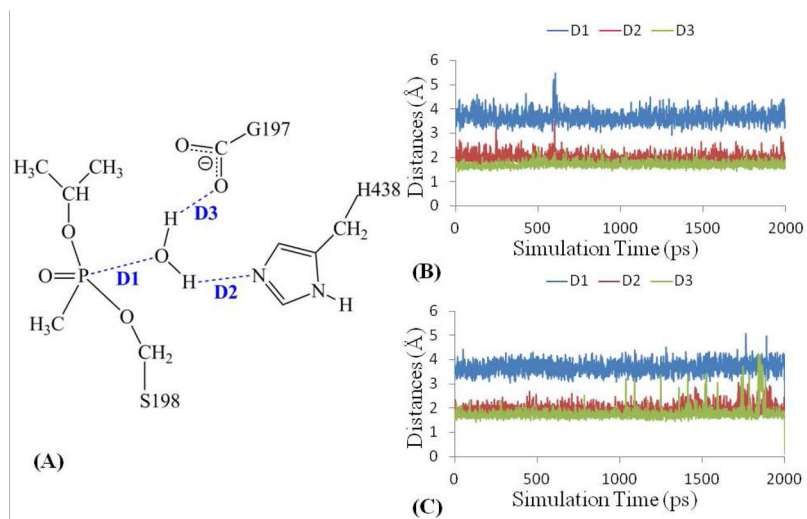 O
C
G197
⊖
O
H₃C
CH₃
CH
H
D3
H438
O
O
CH₂
O=P
D1
H
D2
N
N
H
H₃C
O
CH₂
S198
(A)
D1 D2 D3
Distances (Å)
6
5
4
3
2
1
0
0 500 1000 1500 2000
Simulation Time (ps)
(B)
D1 D2 D3
Distances (Å)
6
5
4
3
2
1
0
0 500 1000 1500 2000
Simulation Time (ps)
(C)